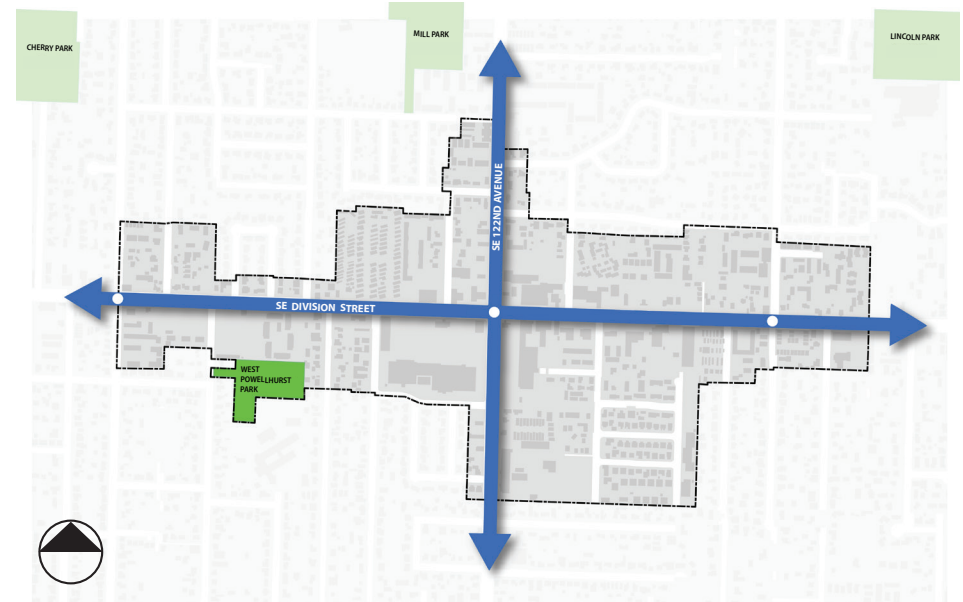 CHERRY PARK
MILL PARK
LINCOLN PARK
SE 122ND AVENUE
SE DIVISION STREET
WEST
POWELLHURST
PARK